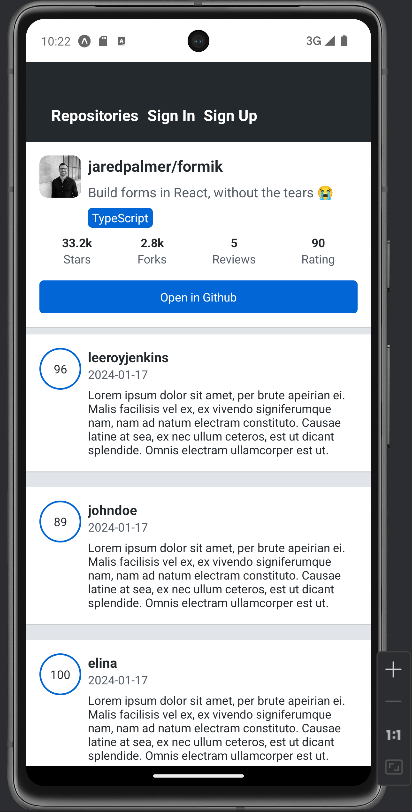 10:22
3G
Repositories Sign In Sign Up
jaredpalmer/formik
Build forms in React, without the tears 😭
TypeScript
33.2k 2.8k 5 90
Stars Forks Reviews Rating
Open in Github
96
leeroyjenkins
2024-01-17
Lorem ipsum dolor sit amet, per brute apeirian ei.
Malis facilisis vel ex, ex vivendo signiferumque
nam, nam ad natum electram constituto. Causae
latine at sea, ex nec ullum ceteros, est ut dicant
splendide. Omnis electram ullamcorper est ut.
89
johndoe
2024-01-17
Lorem ipsum dolor sit amet, per brute apeirian ei.
Malis facilisis vel ex, ex vivendo signiferumque
nam, nam ad natum electram constituto. Causae
latine at sea, ex nec ullum ceteros, est ut dicant
splendide. Omnis electram ullamcorper est ut.
100
elina
2024-01-17
Lorem ipsum dolor sit amet, per brute apeirian ei.
Malis facilisis vel ex, ex vivendo signiferumque
nam, nam ad natum electram constituto. Causae
latine at sea, ex nec ullum ceteros, est ut dicant
splendide. Omnis electram ullamcorper est ut.
1:1